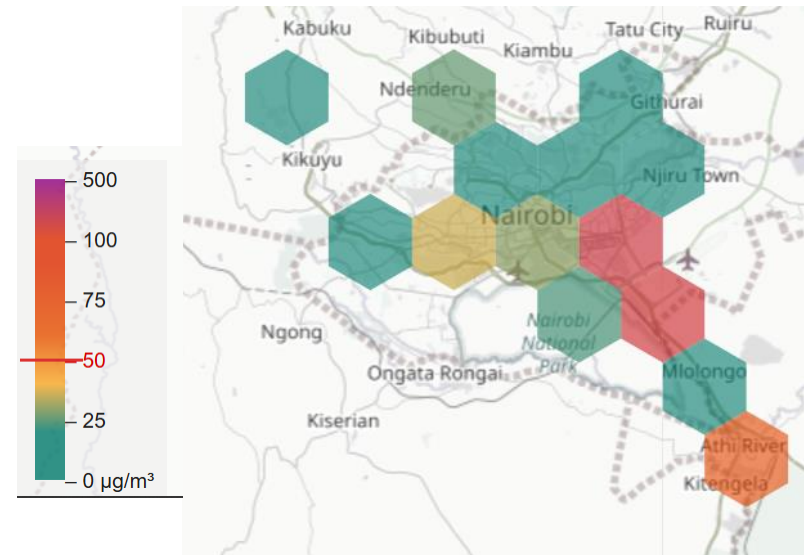 Kabuku
Kibubuti
Kiambu
Tatu City
Ruiru
Ndenderu
Githurai
Kikuyu
Njiru Town
Nairobi
Ngong
Nairobi
National
Park
Ongata Rongai
Mlolongo
Kiserian
Athi River
Kitengela
500
100
75
50
25
0 µg/m³